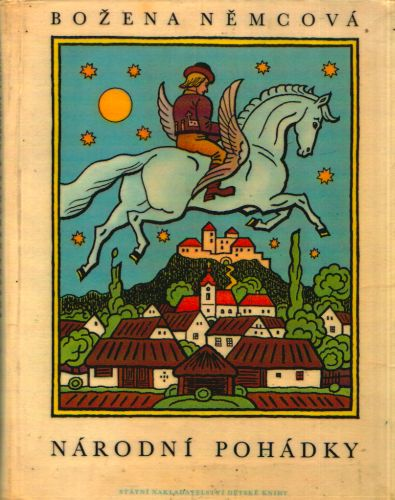 BOŽENA NĚMCOVÁ
NÁRODNÍ POHÁDKY
STÁTNÍ NAKLADATELSTVÍ DĚTSKÉ KNIHY